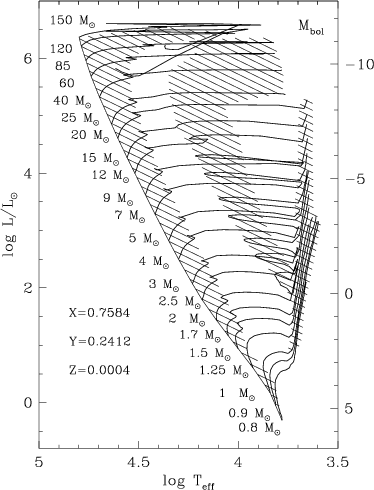 150 M⊙
M_bol
6
120
−10
85
60
40 M⊙
25 M⊙
20 M⊙
15 M⊙
4
12 M⊙
−5
9 M⊙
7 M⊙
log L/L⊙
5 M⊙
4 M⊙
3 M⊙
2
0
2.5 M⊙
X=0.7584
2 M⊙
1.7 M⊙
Y=0.2412
1.5 M⊙
Z=0.0004
1.25 M⊙
1 M⊙
0
5
0.9 M⊙
0.8 M⊙
5
4.5
4
3.5
log T_eff